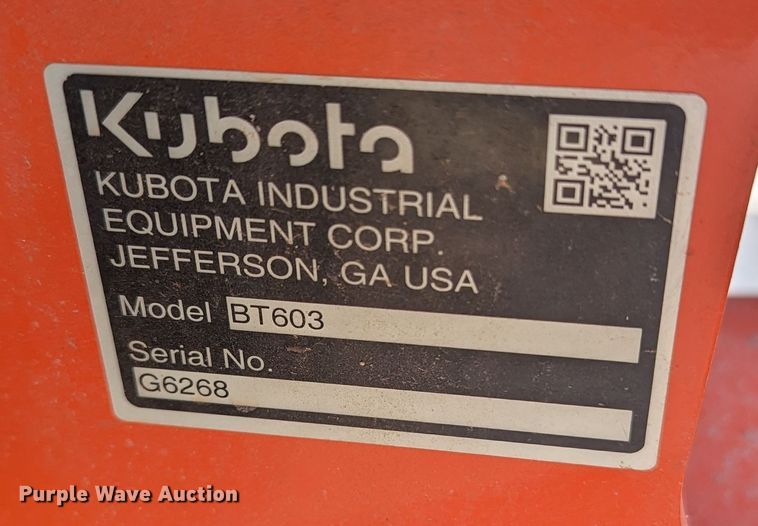 Kubota
KUBOTA INDUSTRIAL
EQUIPMENT CORP.
JEFFERSON, GA USA
Model BT603
Serial No.
G6268
Purple Wave Auction